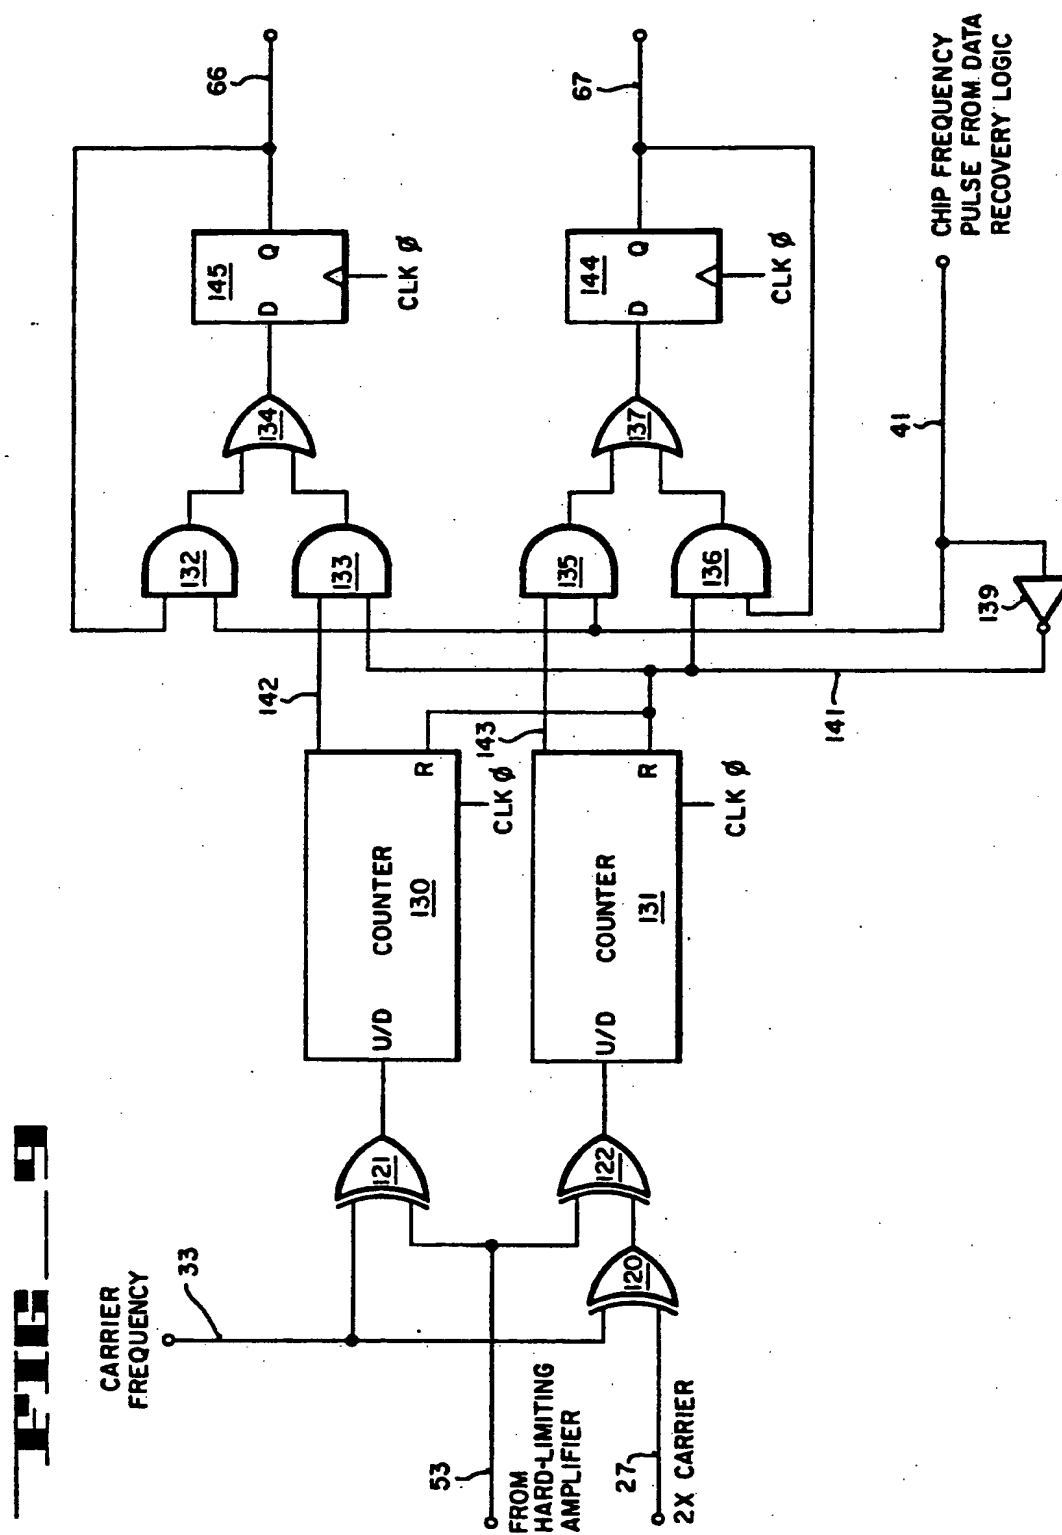 FIG 9
CARRIER
FREQUENCY
33
53
FROM
HARD-LIMITING
AMPLIFIER
27
2X CARRIER
121
120
122
U/D
COUNTER
130
R
CLK Ø
142
U/D
COUNTER
131
R
CLK Ø
143
141
139
132
133
134
135
136
137
D
145
Q
CLK Ø
66
D
144
Q
CLK Ø
67
41
CHIP FREQUENCY
PULSE FROM DATA
RECOVERY LOGIC